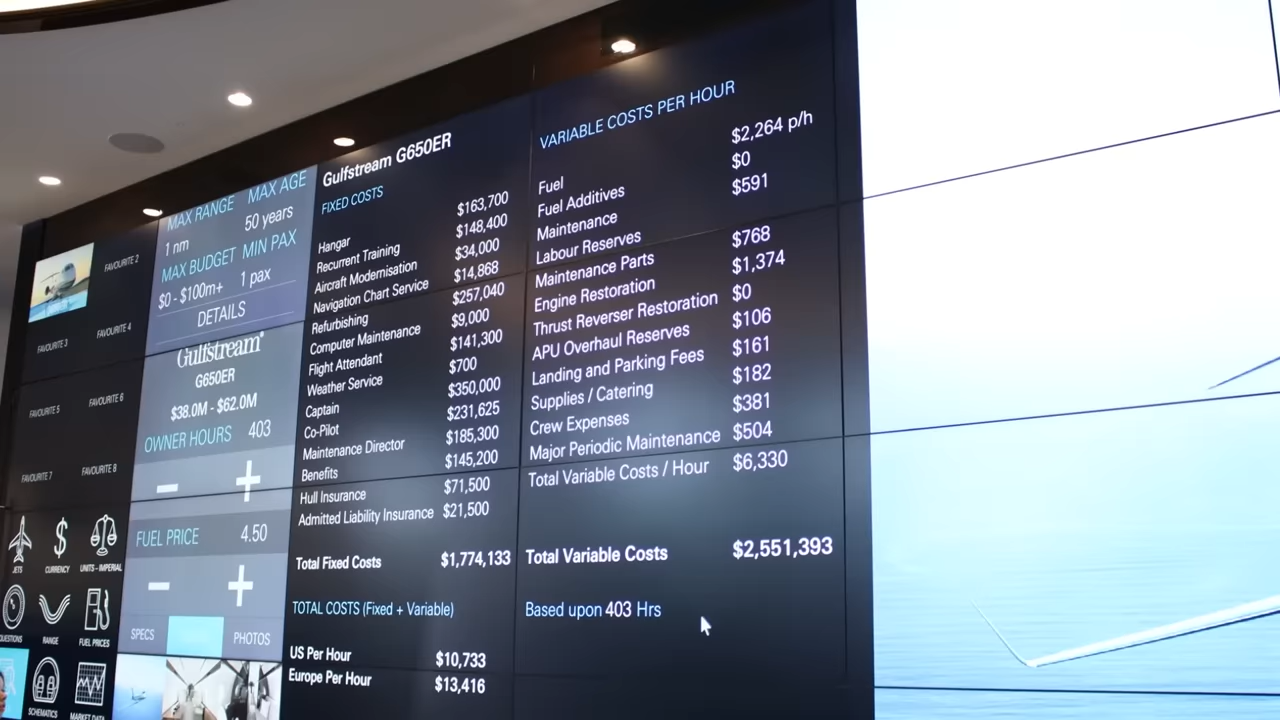 FAVOURITE 2
FAVOURITE 3
FAVOURITE 4
FAVOURITE 5
FAVOURITE 6
FAVOURITE 7
FAVOURITE 8
JETS
CURRENCY
UNITS - IMPERIAL
RANGE
FUEL PRICES
SCHEMATICS
MARKET DATA
MAX RANGE MAX AGE
1 nm 50 years
MAX BUDGET MIN PAX
$0 - $100m+ 1 pax
DETAILS
Gulfstream
G650ER
$38.0M - $62.0M
OWNER HOURS 403
− +
FUEL PRICE 4.50
− +
SPECS PHOTOS
Gulfstream G650ER
FIXED COSTS
Hangar $163,700
Recurrent Training $148,400
Aircraft Modernisation $34,000
Navigation Chart Service $14,868
Refurbishing $257,040
Computer Maintenance $9,000
Flight Attendant $141,300
Weather Service $700
Captain $350,000
Co-Pilot $231,625
Maintenance Director $185,300
Benefits $145,200
Hull Insurance $71,500
Admitted Liability Insurance $21,500
Total Fixed Costs $1,774,133
TOTAL COSTS (Fixed + Variable)
US Per Hour $10,733
Europe Per Hour $13,416
VARIABLE COSTS PER HOUR
Fuel $2,264 p/h
Fuel Additives $0
Maintenance $591
Labour Reserves
Maintenance Parts $768
Engine Restoration $1,374
Thrust Reverser Restoration $0
APU Overhaul Reserves $106
Landing and Parking Fees $161
Supplies / Catering $182
Crew Expenses $381
Major Periodic Maintenance $504
Total Variable Costs / Hour $6,330
Total Variable Costs $2,551,393
Based upon 403 Hrs